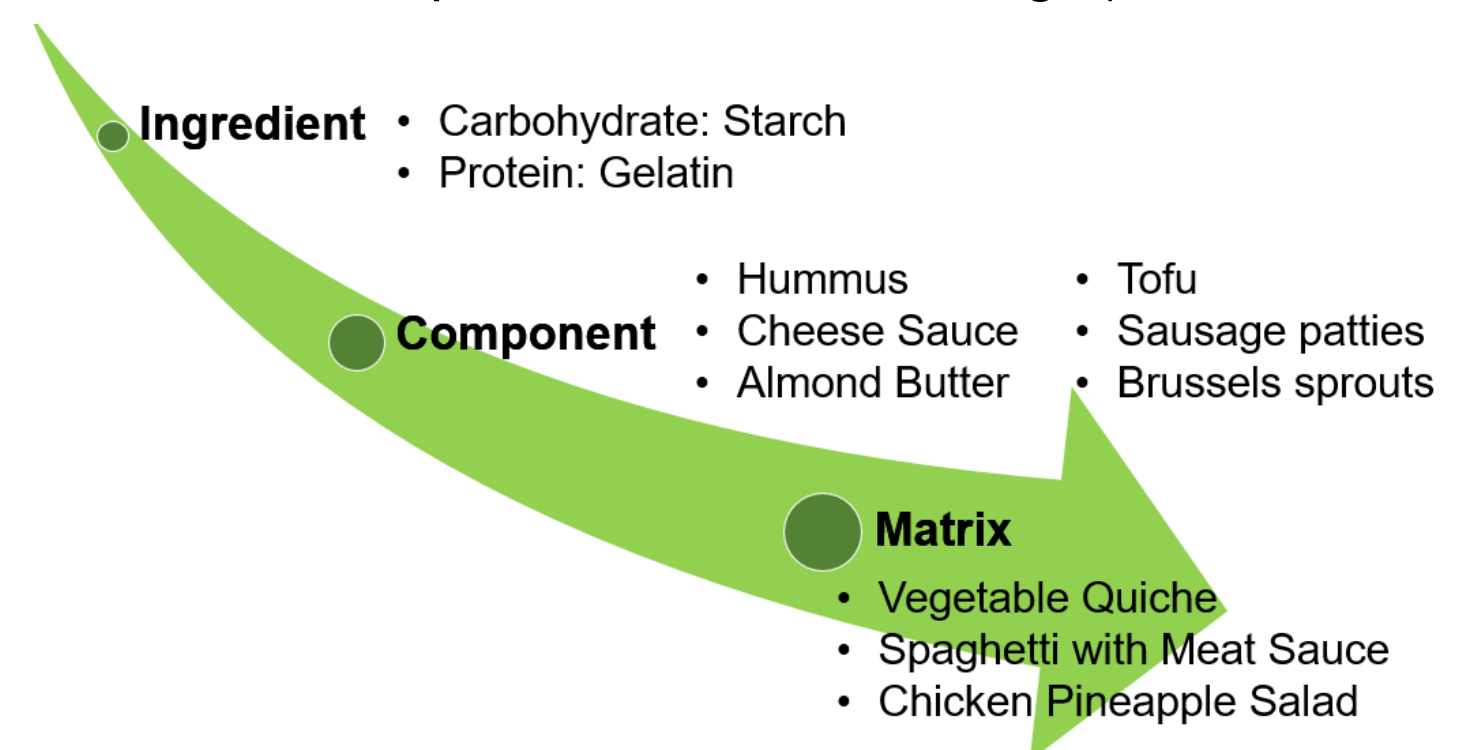 Ingredient
• Carbohydrate: Starch
• Protein: Gelatin
Component
• Hummus
• Cheese Sauce
• Almond Butter
• Tofu
• Sausage patties
• Brussels sprouts
Matrix
• Vegetable Quiche
• Spaghetti with Meat Sauce
• Chicken Pineapple Salad